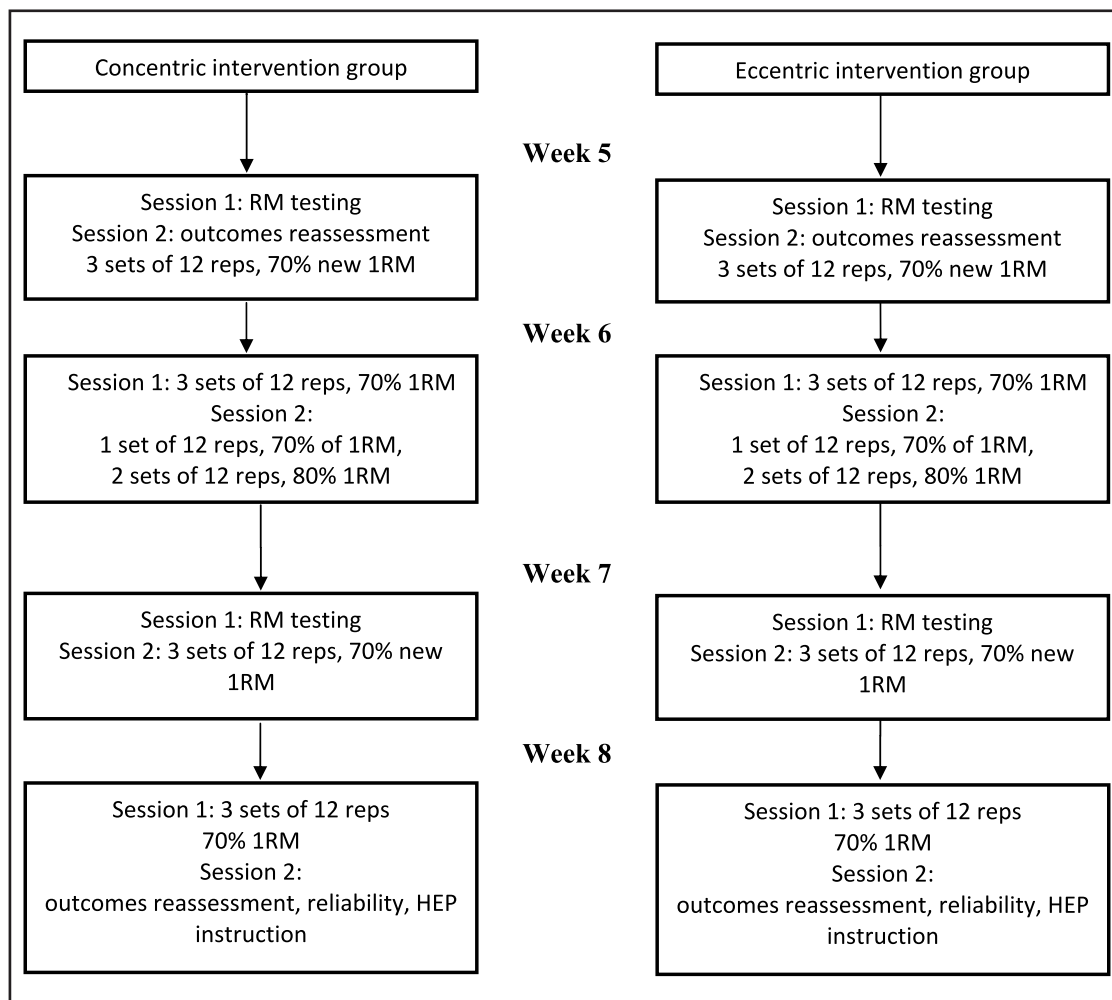 Concentric intervention group
Eccentric intervention group
Week 5
Session 1: RM testing
Session 2: outcomes reassessment
3 sets of 12 reps, 70% new 1RM
Session 1: RM testing
Session 2: outcomes reassessment
3 sets of 12 reps, 70% new 1RM
Week 6
Session 1: 3 sets of 12 reps, 70% 1RM
Session 2:
1 set of 12 reps, 70% of 1RM,
2 sets of 12 reps, 80% 1RM
Session 1: 3 sets of 12 reps, 70% 1RM
Session 2:
1 set of 12 reps, 70% of 1RM,
2 sets of 12 reps, 80% 1RM
Week 7
Session 1: RM testing
Session 2: 3 sets of 12 reps, 70% new
1RM
Session 1: RM testing
Session 2: 3 sets of 12 reps, 70% new
1RM
Week 8
Session 1: 3 sets of 12 reps
70% 1RM
Session 2:
outcomes reassessment, reliability, HEP
instruction
Session 1: 3 sets of 12 reps
70% 1RM
Session 2:
outcomes reassessment, reliability, HEP
instruction